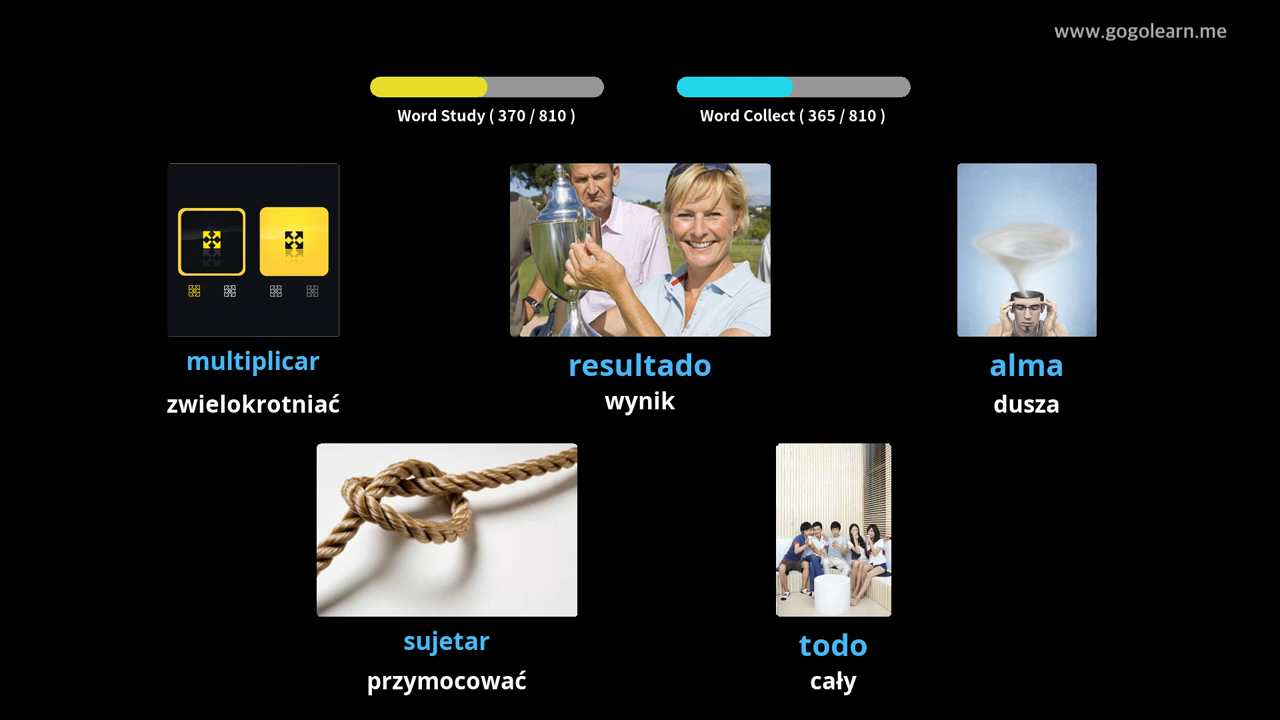 www.gogolearn.me
Word Study ( 370 / 810 )
Word Collect ( 365 / 810 )
multiplicar
zwielokrotniać
resultado
wynik
alma
dusza
sujetar
przymocować
todo
cały